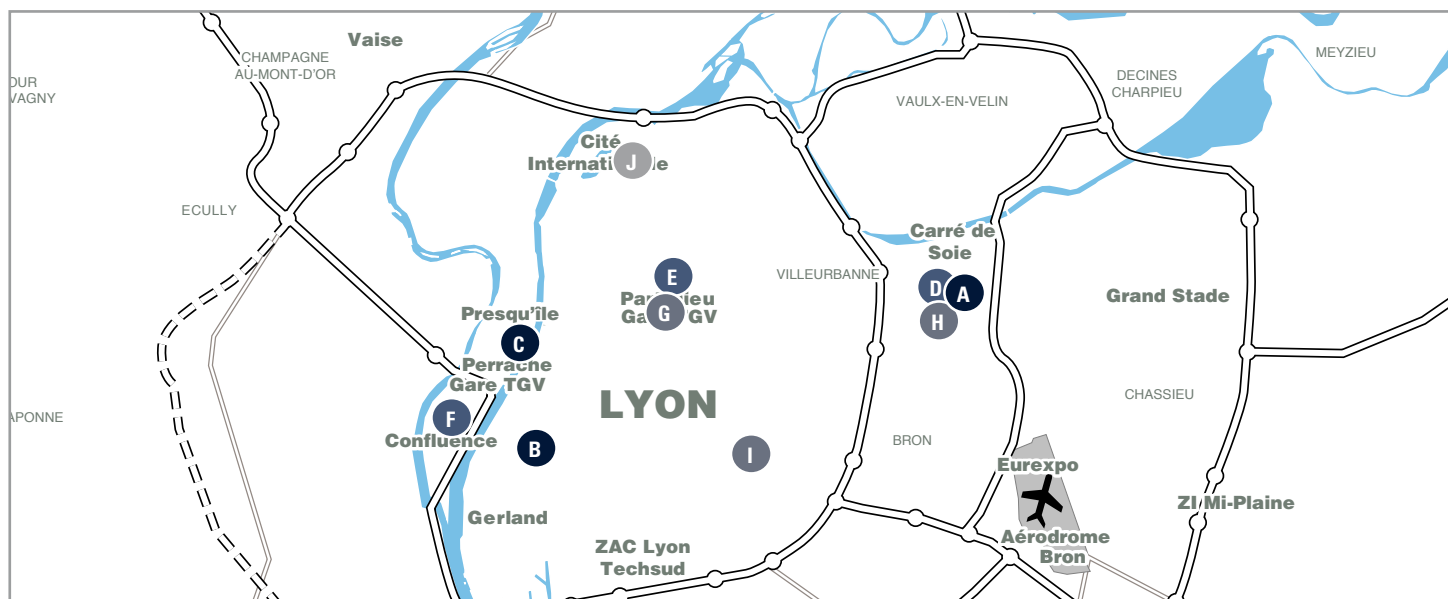 Vaise
CHAMPAGNE
AU-MONT-D'OR
OUR
VAGNY
MEYZIEU
DECINES
CHARPIEU
VAULX-EN-VELIN
Cité
J
ECULLY
Carré de
Soie
VILLEURBANNE
E
D
A
Grand Stade
G
H
Presqu'île
C
Perrache
Gare TGV
LYON
CHASSIEU
APONNE
F
Confluence
B
I
BRON
Eurexpo
Gerland
ZI Mi-Plaine
ZAC Lyon
Techsud
Aérodrome
Bron